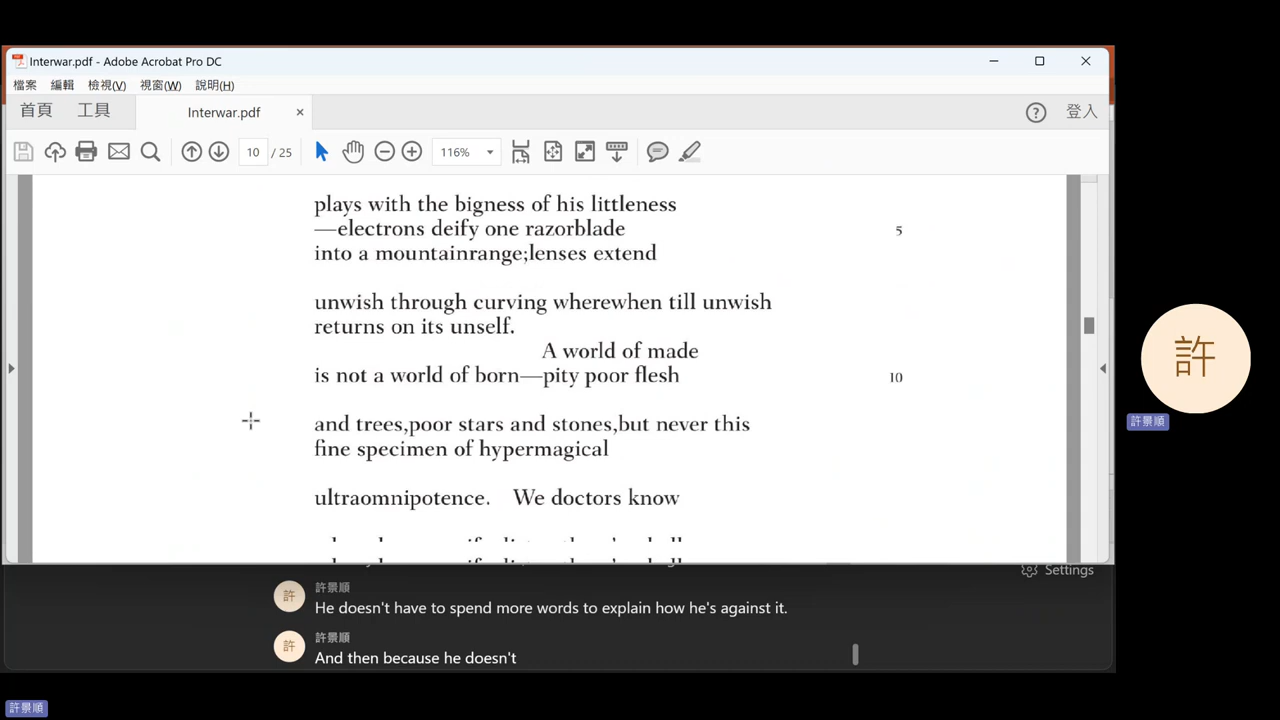 Interwar.pdf - Adobe Acrobat Pro DC
檔案 編輯 檢視(V) 視窗(W) 說明(H)
首頁 工具 Interwar.pdf × 登入
10 / 25 116%
plays with the bigness of his littleness
—electrons deify one razorblade 5
into a mountainrange;lenses extend
unwish through curving wherewhen till unwish
returns on its unself.
A world of made
is not a world of born—pity poor flesh 10
and trees,poor stars and stones,but never this
fine specimen of hypermagical
ultraomnipotence. We doctors know
Settings
許 許景順
He doesn't have to spend more words to explain how he's against it.
許 許景順
And then because he doesn't
許
許景順
許景順